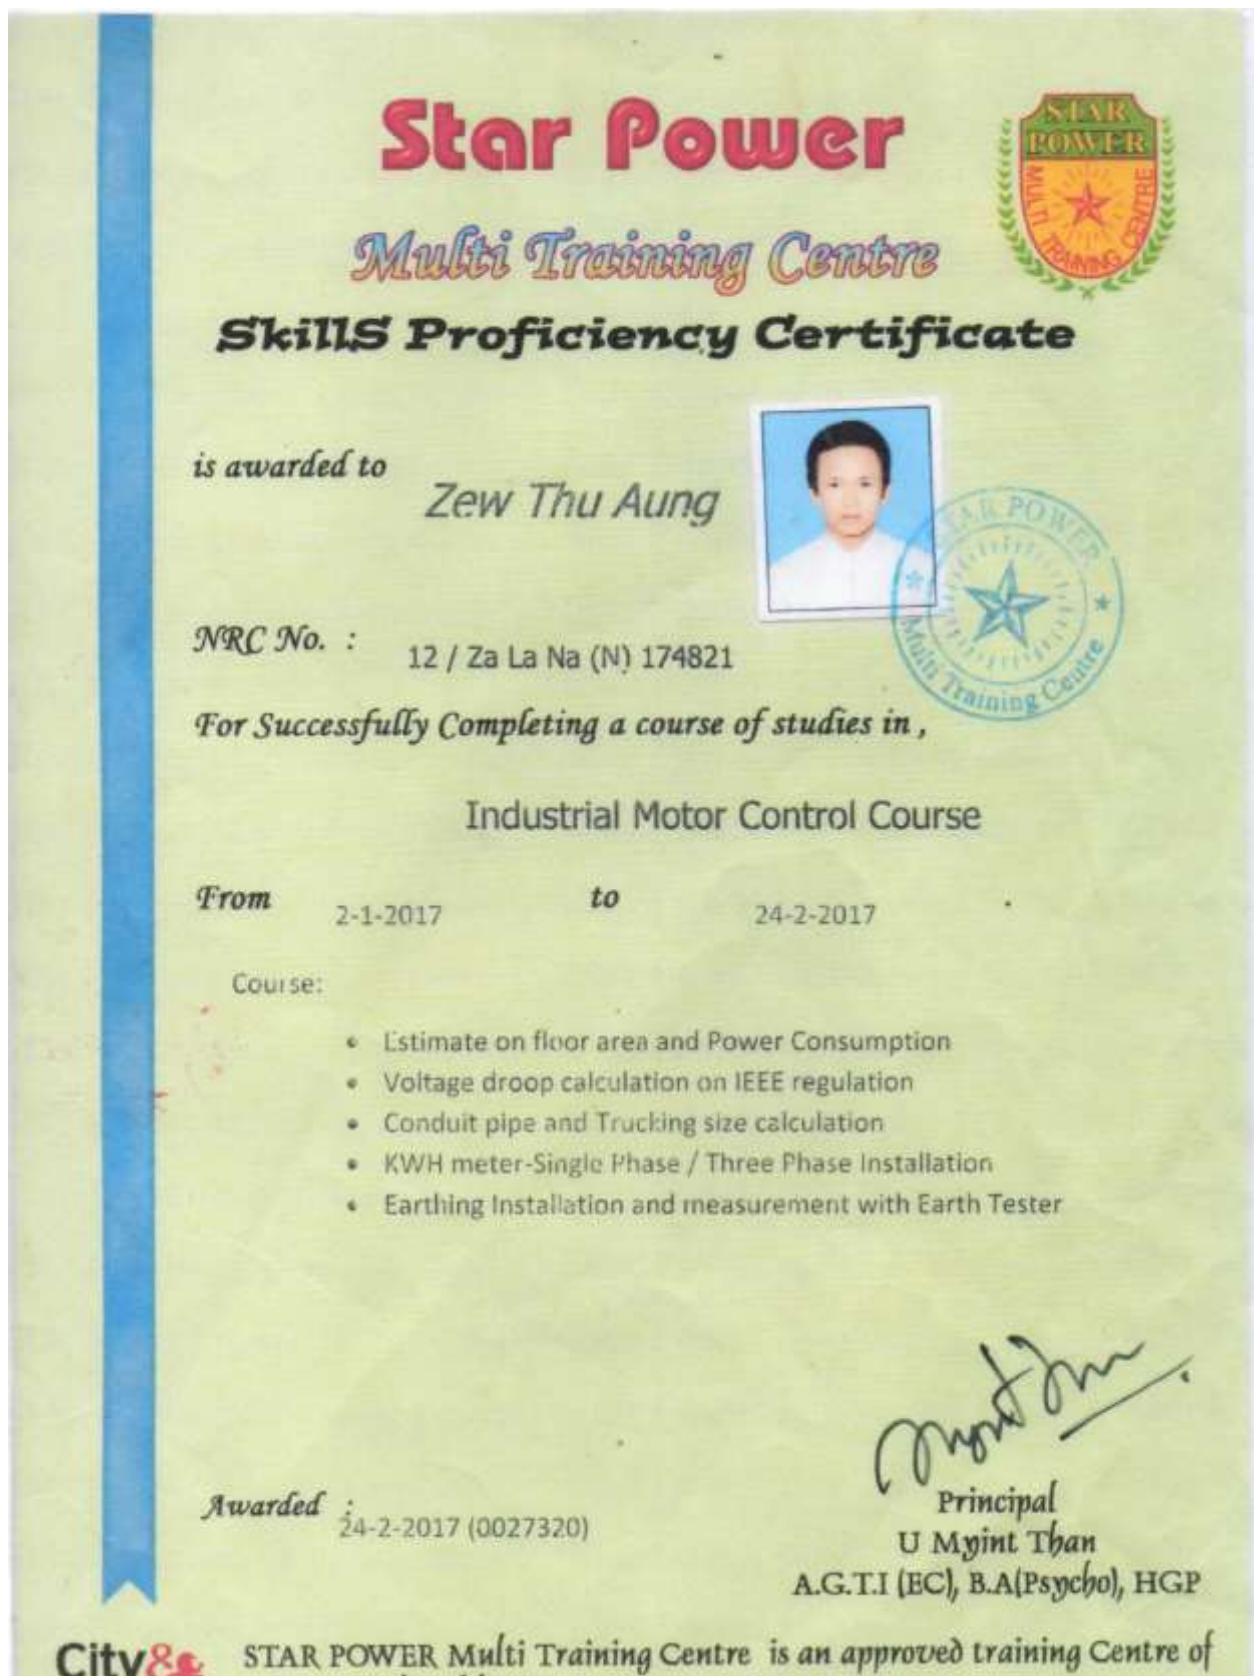 Star Power
STAR
POWER
MULTI TRAINING CENTRE
Multi Training Centre
SkillS Proficiency Certificate
is awarded to
Zew Thu Aung
STAR POWER
Multi Training Centre
NRC No. :
12 / Za La Na (N) 174821
For Successfully Completing a course of studies in ,
Industrial Motor Control Course
From 2-1-2017 to 24-2-2017
Course:
• Estimate on floor area and Power Consumption
• Voltage droop calculation on IEEE regulation
• Conduit pipe and Trucking size calculation
• KWH meter-Single Phase / Three Phase Installation
• Earthing Installation and measurement with Earth Tester
Awarded : 24-2-2017 (0027320)
Principal
U Myint Than
A.G.T.I (EC), B.A(Psycho), HGP
City&
STAR POWER Multi Training Centre is an approved training Centre of